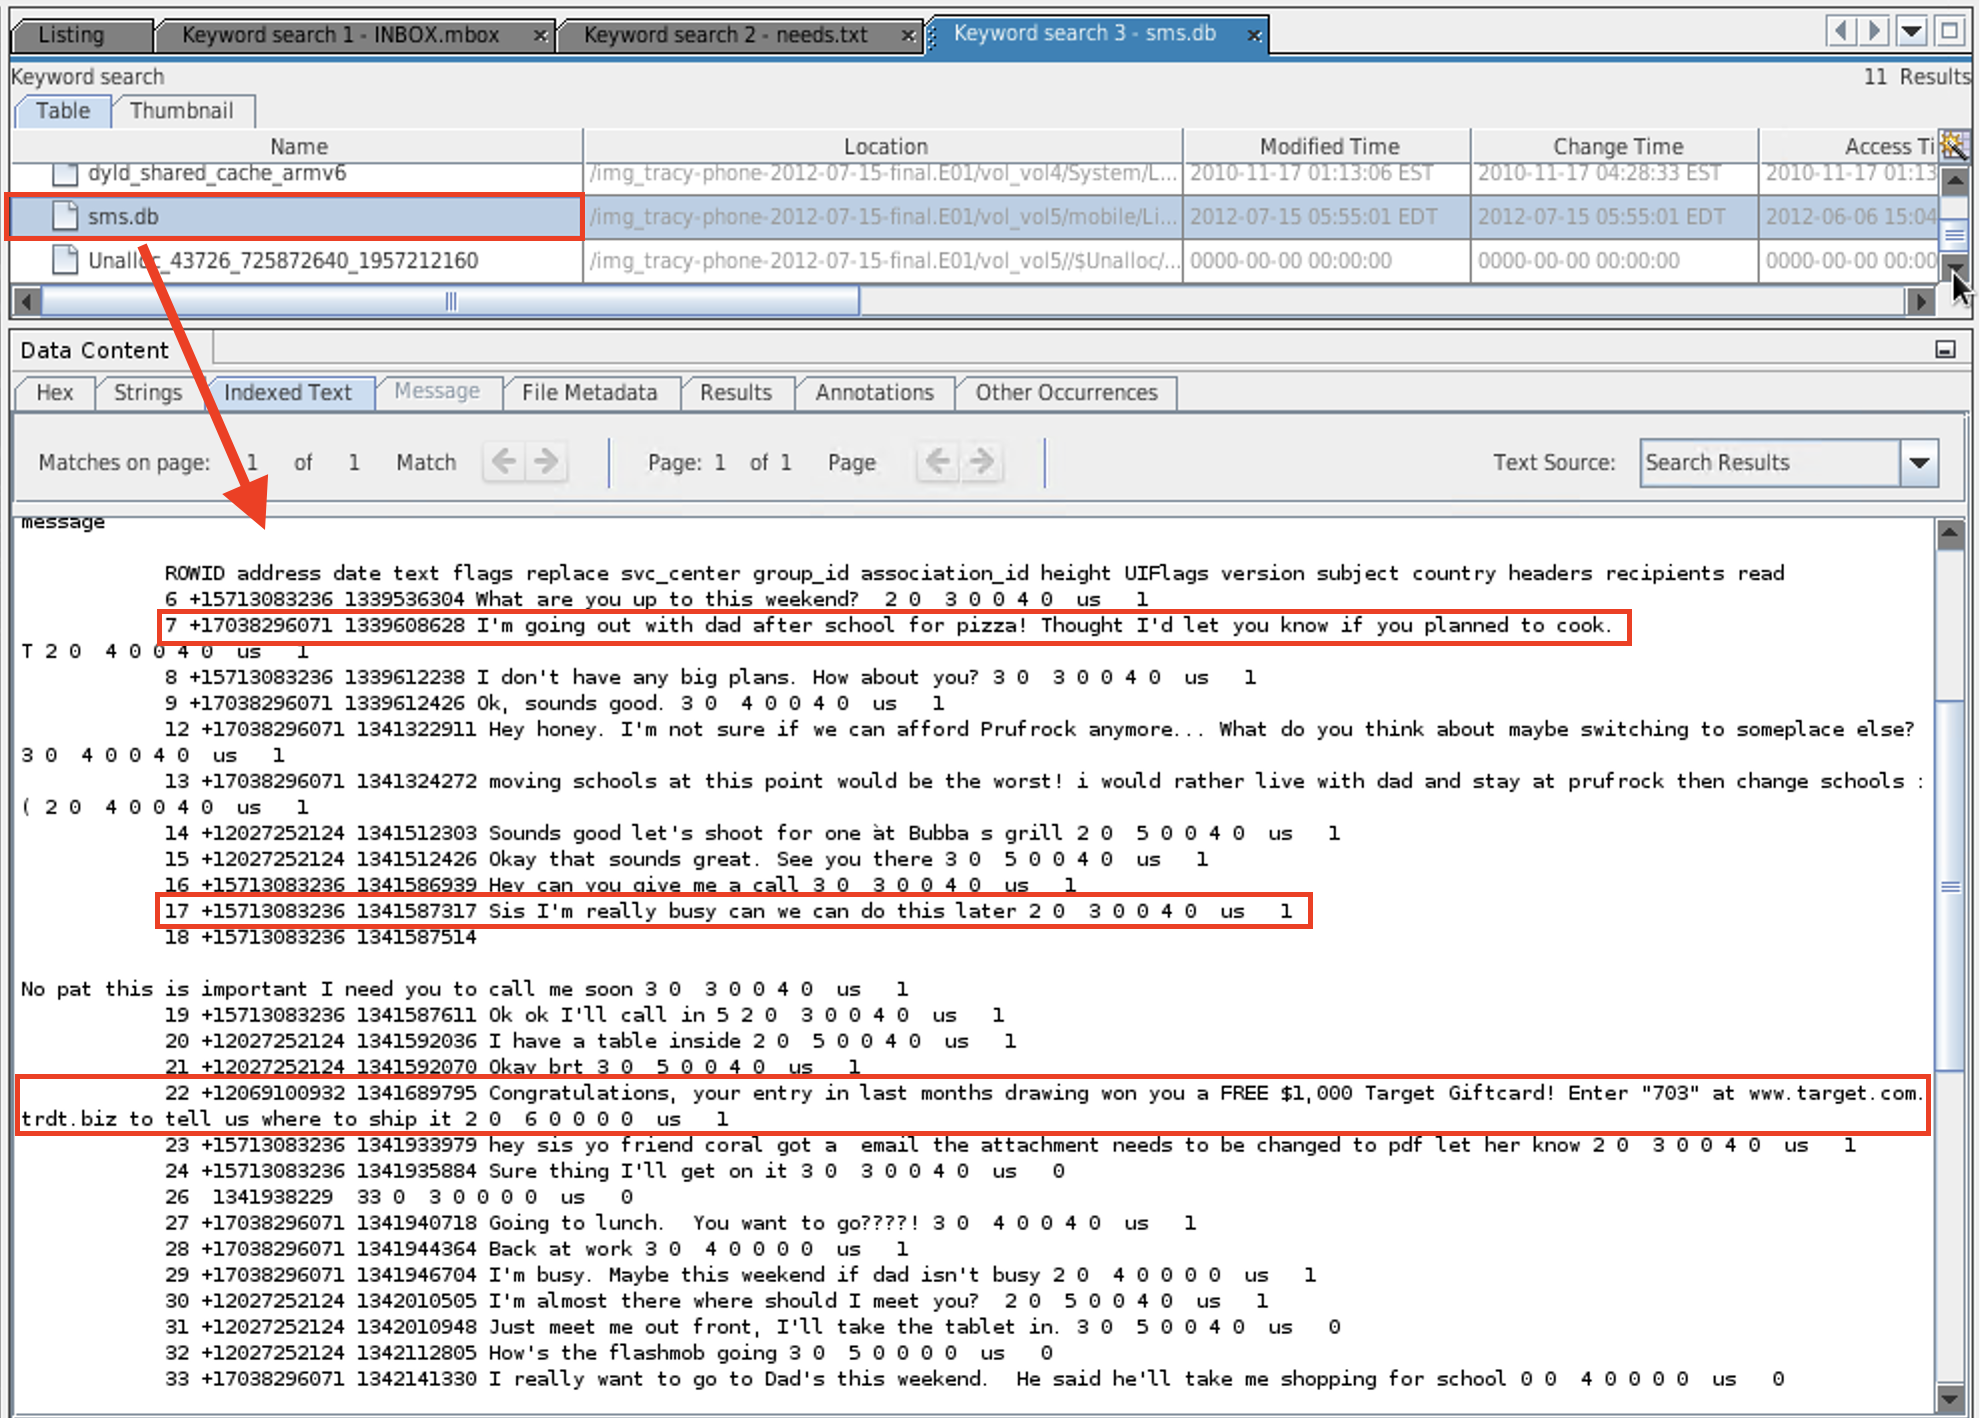 Listing Keyword search 1 - INBOX.mbox Keyword search 2 - needs.txt Keyword search 3 - sms.db
Keyword search 11 Results
Table Thumbnail
Name Location Modified Time Change Time Access Ti
dyld_shared_cache_armv6 /img_tracy-phone-2012-07-15-final.E01/vol_vol4/System/L... 2010-11-17 01:13:06 EST 2010-11-17 04:28:33 EST 2010-11-17 01:13
sms.db /img_tracy-phone-2012-07-15-final.E01/vol_vol5/mobile/Li... 2012-07-15 05:55:01 EDT 2012-07-15 05:55:01 EDT 2012-06-06 15:04
Unalloc_43726_725872640_1957212160 /img_tracy-phone-2012-07-15-final.E01/vol_vol5//$Unalloc/... 0000-00-00 00:00:00 0000-00-00 00:00:00 0000-00-00 00:00
Data Content
Hex Strings Indexed Text Message File Metadata Results Annotations Other Occurrences
Matches on page: 1 of 1 Match Page: 1 of 1 Page Text Source: Search Results
message
ROWID address date text flags replace svc_center group_id association_id height UIFlags version subject country headers recipients read
6 +15713083236 1339536304 What are you up to this weekend? 2 0 3 0 0 4 0 us 1
7 +17038296071 1339608628 I'm going out with dad after school for pizza! Thought I'd let you know if you planned to cook.
T 2 0 4 0 0 4 0 us 1
8 +15713083236 1339612238 I don't have any big plans. How about you? 3 0 3 0 0 4 0 us 1
9 +17038296071 1339612426 Ok, sounds good. 3 0 4 0 0 4 0 us 1
12 +17038296071 1341322911 Hey honey. I'm not sure if we can afford Prufrock anymore... What do you think about maybe switching to someplace else?
3 0 4 0 0 4 0 us 1
13 +17038296071 1341324272 moving schools at this point would be the worst! i would rather live with dad and stay at prufrock then change schools :
( 2 0 4 0 0 4 0 us 1
14 +12027252124 1341512303 Sounds good let's shoot for one àt Bubba s grill 2 0 5 0 0 4 0 us 1
15 +12027252124 1341512426 Okay that sounds great. See you there 3 0 5 0 0 4 0 us 1
16 +15713083236 1341586939 Hey can you give me a call 3 0 3 0 0 4 0 us 1
17 +15713083236 1341587317 Sis I'm really busy can we can do this later 2 0 3 0 0 4 0 us 1
18 +15713083236 1341587514
No pat this is important I need you to call me soon 3 0 3 0 0 4 0 us 1
19 +15713083236 1341587611 Ok ok I'll call in 5 2 0 3 0 0 4 0 us 1
20 +12027252124 1341592036 I have a table inside 2 0 5 0 0 4 0 us 1
21 +12027252124 1341592070 Okay brt 3 0 5 0 0 4 0 us 1
22 +12069100932 1341689795 Congratulations, your entry in last months drawing won you a FREE $1,000 Target Giftcard! Enter "703" at www.target.com.
trdt.biz to tell us where to ship it 2 0 6 0 0 0 0 us 1
23 +15713083236 1341933979 hey sis yo friend coral got a email the attachment needs to be changed to pdf let her know 2 0 3 0 0 4 0 us 1
24 +15713083236 1341935884 Sure thing I'll get on it 3 0 3 0 0 4 0 us 0
26 1341938229 33 0 3 0 0 0 0 us 0
27 +17038296071 1341940718 Going to lunch. You want to go????! 3 0 4 0 0 4 0 us 1
28 +17038296071 1341944364 Back at work 3 0 4 0 0 0 0 us 1
29 +17038296071 1341946704 I'm busy. Maybe this weekend if dad isn't busy 2 0 4 0 0 0 0 us 1
30 +12027252124 1342010505 I'm almost there where should I meet you? 2 0 5 0 0 4 0 us 1
31 +12027252124 1342010948 Just meet me out front, I'll take the tablet in. 3 0 5 0 0 4 0 us 0
32 +12027252124 1342112805 How's the flashmob going 3 0 5 0 0 0 0 us 0
33 +17038296071 1342141330 I really want to go to Dad's this weekend. He said he'll take me shopping for school 0 0 4 0 0 0 0 us 0